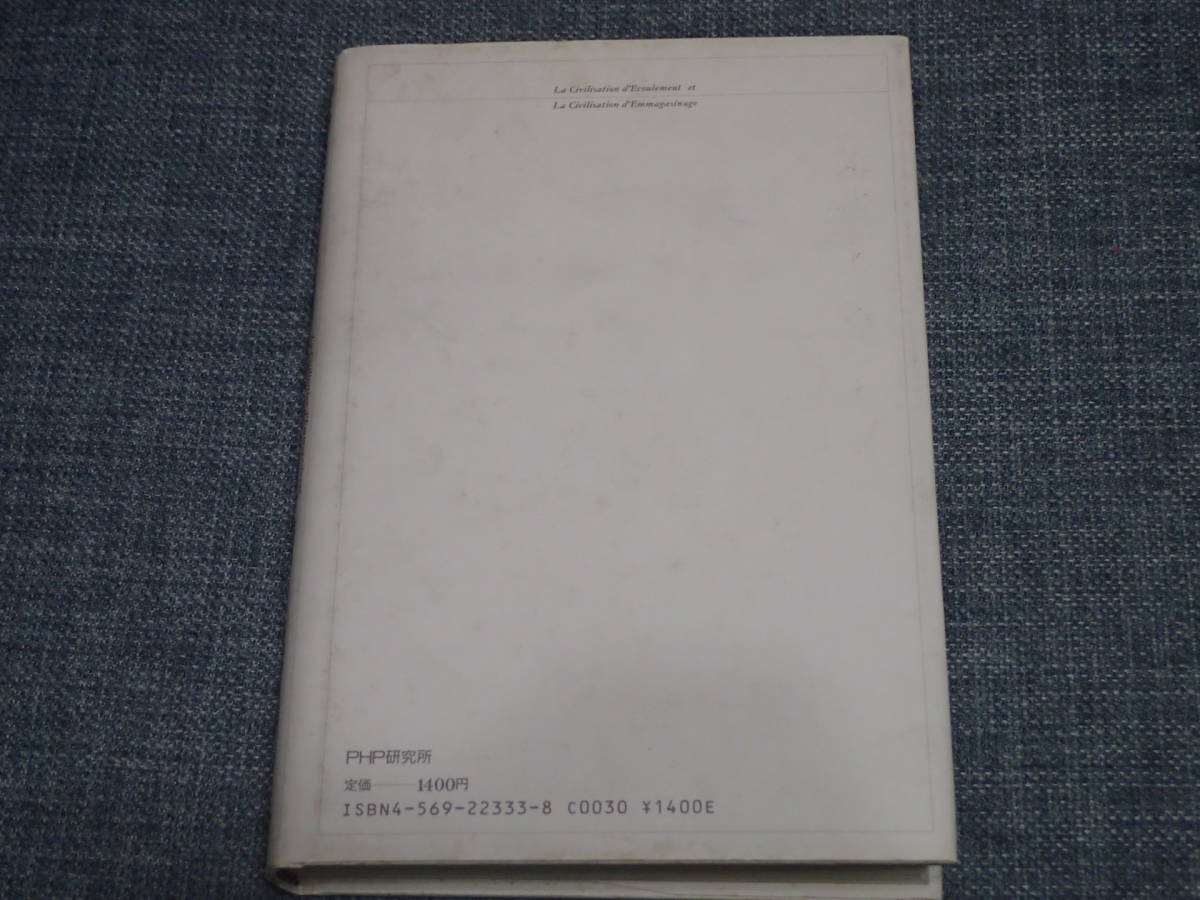 La Civilisation d'Ecoulement et
La Civilisation d'Emmagasinage
PHP研究所
定価——1400円
ISBN4-569-22333-8 C0030 ¥1400E